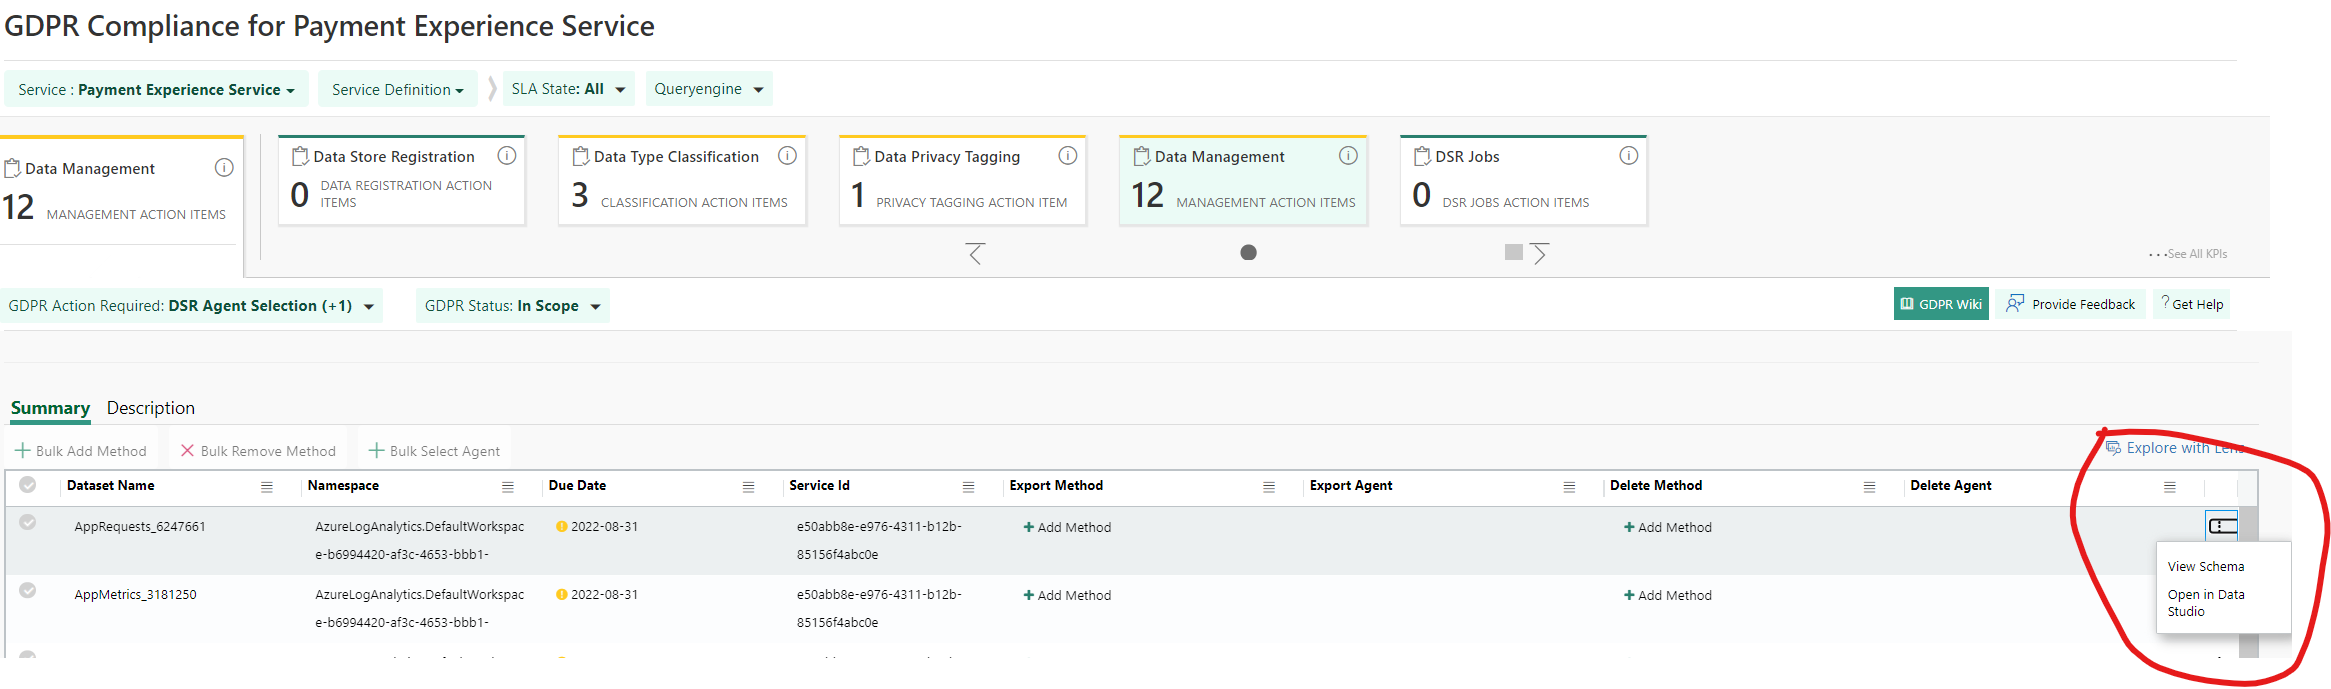 GDPR Compliance for Payment Experience Service
Service : Payment Experience Service
Service Definition
SLA State: All
Queryengine
Data Management
12 MANAGEMENT ACTION ITEMS
Data Store Registration
0 DATA REGISTRATION ACTION
ITEMS
Data Type Classification
3 CLASSIFICATION ACTION ITEMS
Data Privacy Tagging
1 PRIVACY TAGGING ACTION ITEM
Data Management
12 MANAGEMENT ACTION ITEMS
DSR Jobs
0 DSR JOBS ACTION ITEMS
...See All KPIs
GDPR Action Required: DSR Agent Selection (+1)
GDPR Status: In Scope
GDPR Wiki
Provide Feedback
? Get Help
Summary Description
Bulk Add Method Bulk Remove Method Bulk Select Agent
Explore with Lens
Dataset Name Namespace Due Date Service Id Export Method Export Agent Delete Method Delete Agent
AppRequests_6247661 AzureLogAnalytics.DefaultWorkspac 2022-08-31 e50abb8e-e976-4311-b12b- + Add Method + Add Method
e-b6994420-af3c-4653-bbb1- 85156f4abc0e
AppMetrics_3181250 AzureLogAnalytics.DefaultWorkspac 2022-08-31 e50abb8e-e976-4311-b12b- + Add Method + Add Method
e-b6994420-af3c-4653-bbb1- 85156f4abc0e
View Schema
Open in Data
Studio